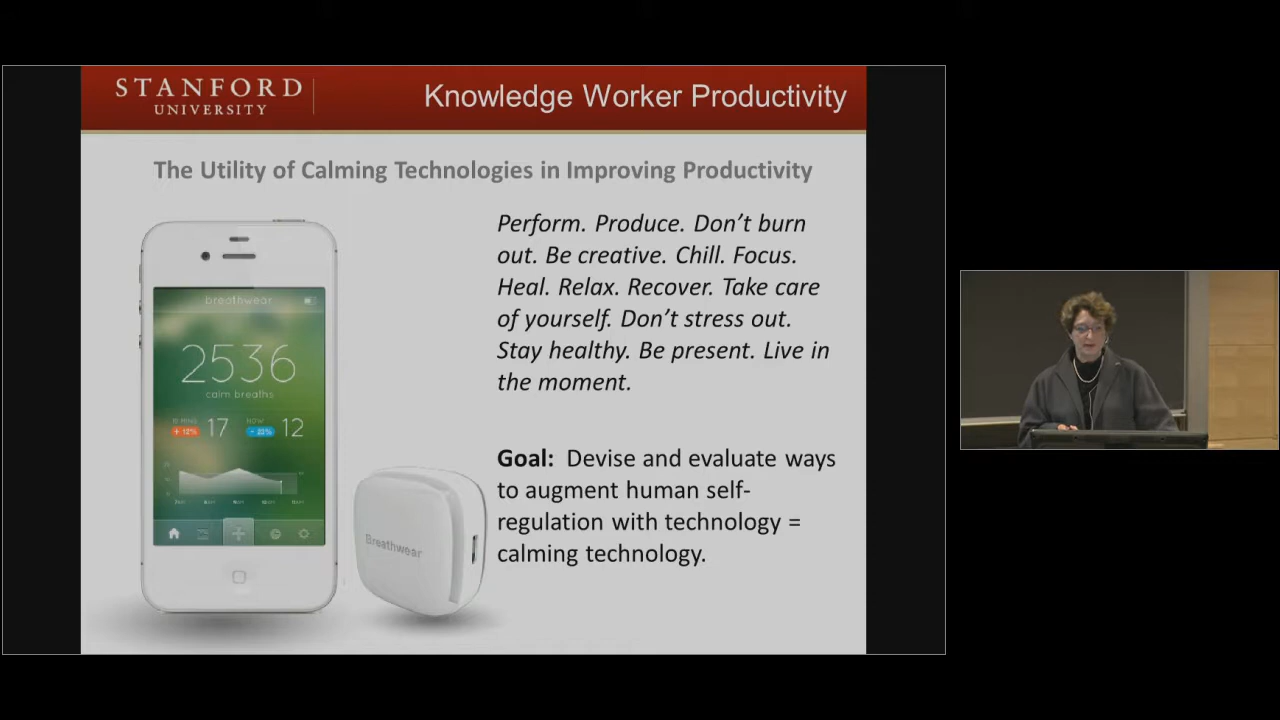 STANFORD
UNIVERSITY
Knowledge Worker Productivity
The Utility of Calming Technologies in Improving Productivity
Perform. Produce. Don’t burn
out. Be creative. Chill. Focus.
Heal. Relax. Recover. Take care
of yourself. Don’t stress out.
Stay healthy. Be present. Live in
the moment.
Goal: Devise and evaluate ways
to augment human self-
regulation with technology =
calming technology.
breathwear
2536
calm breaths
17
12
Breathwear